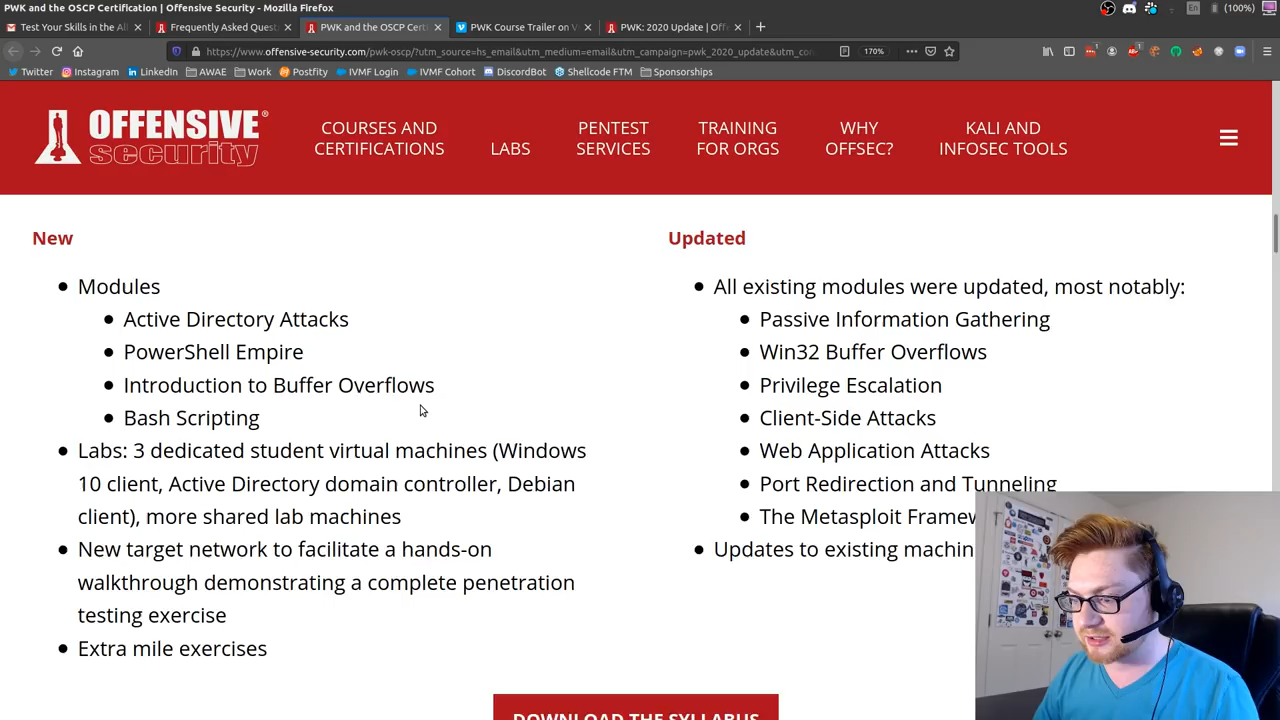 PWK and the OSCP Certification | Offensive Security - Mozilla Firefox
En
(100%)
Test Your Skills in the Al
Frequently Asked Quest
PWK and the OSCP Certi
PWK Course Trailer on V
PWK: 2020 Update | Off
https://www.offensive-security.com/pwk-oscp/?utm_source=hs_email&utm_medium=email&utm_campaign=pwk_2020_update&utm_con
170%
Twitter
Instagram
LinkedIn
AWAE
Work
Postfity
IVMF Login
IVMF Cohort
DiscordBot
Shellcode FTM
Sponsorships
OFFENSIVE®
security
COURSES AND
CERTIFICATIONS
LABS
PENTEST
SERVICES
TRAINING
FOR ORGS
WHY
OFFSEC?
KALI AND
INFOSEC TOOLS
New
Modules
Active Directory Attacks
PowerShell Empire
Introduction to Buffer Overflows
Bash Scripting
Labs: 3 dedicated student virtual machines (Windows
10 client, Active Directory domain controller, Debian
client), more shared lab machines
New target network to facilitate a hands-on
walkthrough demonstrating a complete penetration
testing exercise
Extra mile exercises
Updated
All existing modules were updated, most notably:
Passive Information Gathering
Win32 Buffer Overflows
Privilege Escalation
Client-Side Attacks
Web Application Attacks
Port Redirection and Tunneling
The Metasploit Framew
Updates to existing machin
DOWNLOAD THE SYLLABUS